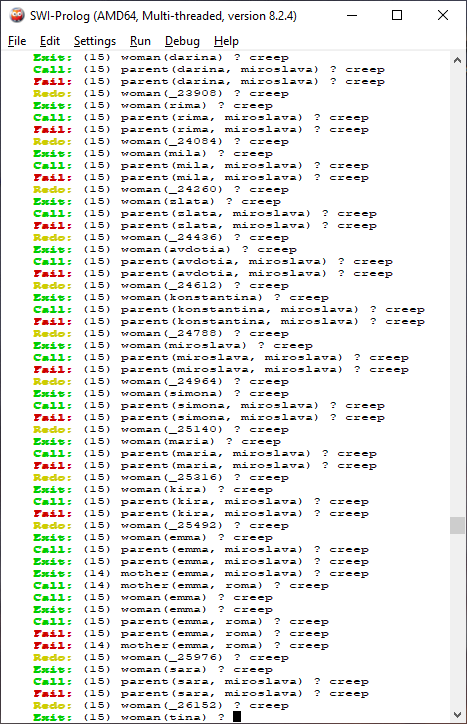 SWI-Prolog (AMD64, Multi-threaded, version 8.2.4)
File Edit Settings Run Debug Help
Exit: (15) woman(darina) ? creep
Call: (15) parent(darina, miroslava) ? creep
Fail: (15) parent(darina, miroslava) ? creep
Redo: (15) woman(_23908) ? creep
Exit: (15) woman(rima) ? creep
Call: (15) parent(rima, miroslava) ? creep
Fail: (15) parent(rima, miroslava) ? creep
Redo: (15) woman(_24084) ? creep
Exit: (15) woman(mila) ? creep
Call: (15) parent(mila, miroslava) ? creep
Fail: (15) parent(mila, miroslava) ? creep
Redo: (15) woman(_24260) ? creep
Exit: (15) woman(zlata) ? creep
Call: (15) parent(zlata, miroslava) ? creep
Fail: (15) parent(zlata, miroslava) ? creep
Redo: (15) woman(_24436) ? creep
Exit: (15) woman(avdotia) ? creep
Call: (15) parent(avdotia, miroslava) ? creep
Fail: (15) parent(avdotia, miroslava) ? creep
Redo: (15) woman(_24612) ? creep
Exit: (15) woman(konstantina) ? creep
Call: (15) parent(konstantina, miroslava) ? creep
Fail: (15) parent(konstantina, miroslava) ? creep
Redo: (15) woman(_24788) ? creep
Exit: (15) woman(miroslava) ? creep
Call: (15) parent(miroslava, miroslava) ? creep
Fail: (15) parent(miroslava, miroslava) ? creep
Redo: (15) woman(_24964) ? creep
Exit: (15) woman(simona) ? creep
Call: (15) parent(simona, miroslava) ? creep
Fail: (15) parent(simona, miroslava) ? creep
Redo: (15) woman(_25140) ? creep
Exit: (15) woman(maria) ? creep
Call: (15) parent(maria, miroslava) ? creep
Fail: (15) parent(maria, miroslava) ? creep
Redo: (15) woman(_25316) ? creep
Exit: (15) woman(kira) ? creep
Call: (15) parent(kira, miroslava) ? creep
Fail: (15) parent(kira, miroslava) ? creep
Redo: (15) woman(_25492) ? creep
Exit: (15) woman(emma) ? creep
Call: (15) parent(emma, miroslava) ? creep
Exit: (15) parent(emma, miroslava) ? creep
Exit: (14) mother(emma, miroslava) ? creep
Call: (14) mother(emma, roma) ? creep
Call: (15) woman(emma) ? creep
Exit: (15) woman(emma) ? creep
Call: (15) parent(emma, roma) ? creep
Fail: (15) parent(emma, roma) ? creep
Fail: (14) mother(emma, roma) ? creep
Redo: (15) woman(_25976) ? creep
Exit: (15) woman(sara) ? creep
Call: (15) parent(sara, miroslava) ? creep
Fail: (15) parent(sara, miroslava) ? creep
Redo: (15) woman(_26152) ? creep
Exit: (15) woman(tina) ?